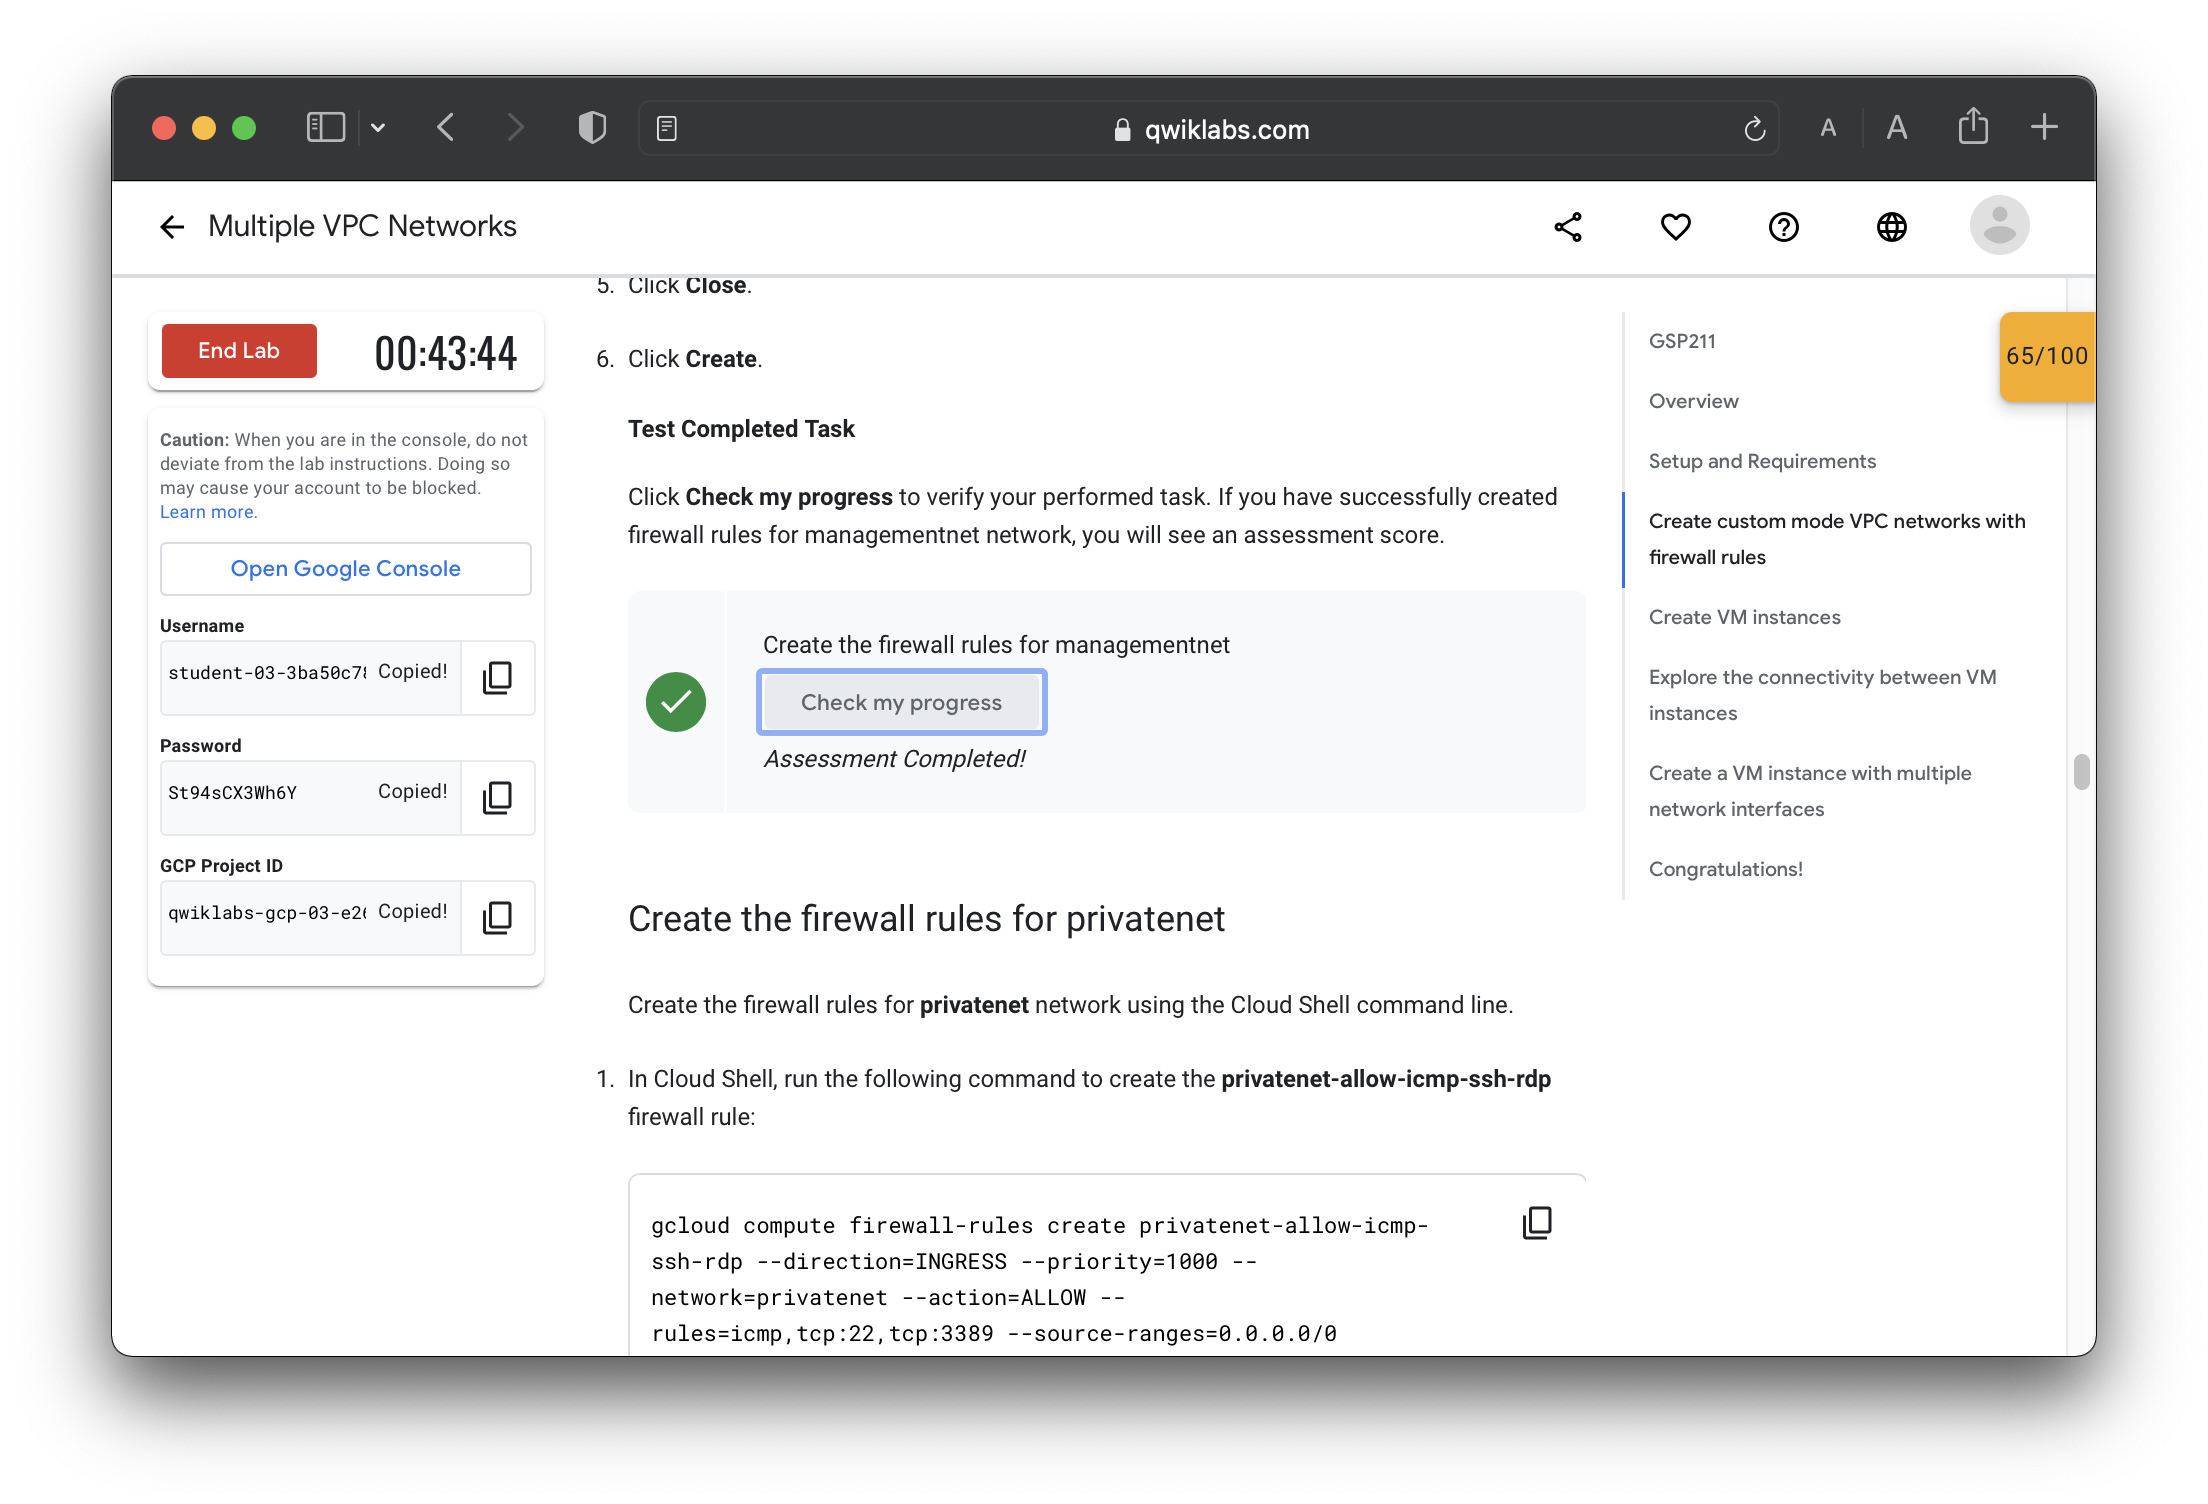 qwiklabs.com
A
A
Multiple VPC Networks
End Lab
00:43:44
Caution: When you are in the console, do not
deviate from the lab instructions. Doing so
may cause your account to be blocked.
Learn more.
Open Google Console
Username
student-03-3ba50c78 Copied!
Password
St94sCX3Wh6Y Copied!
GCP Project ID
qwiklabs-gcp-03-e26 Copied!
5. Click Close.
6. Click Create.
Test Completed Task
Click Check my progress to verify your performed task. If you have successfully created
firewall rules for managementnet network, you will see an assessment score.
Create the firewall rules for managementnet
Check my progress
Assessment Completed!
Create the firewall rules for privatenet
Create the firewall rules for privatenet network using the Cloud Shell command line.
1. In Cloud Shell, run the following command to create the privatenet-allow-icmp-ssh-rdp
firewall rule:
gcloud compute firewall-rules create privatenet-allow-icmp-
ssh-rdp --direction=INGRESS --priority=1000 --
network=privatenet --action=ALLOW --
rules=icmp,tcp:22,tcp:3389 --source-ranges=0.0.0.0/0
GSP211
Overview
Setup and Requirements
Create custom mode VPC networks with
firewall rules
Create VM instances
Explore the connectivity between VM
instances
Create a VM instance with multiple
network interfaces
Congratulations!
65/100